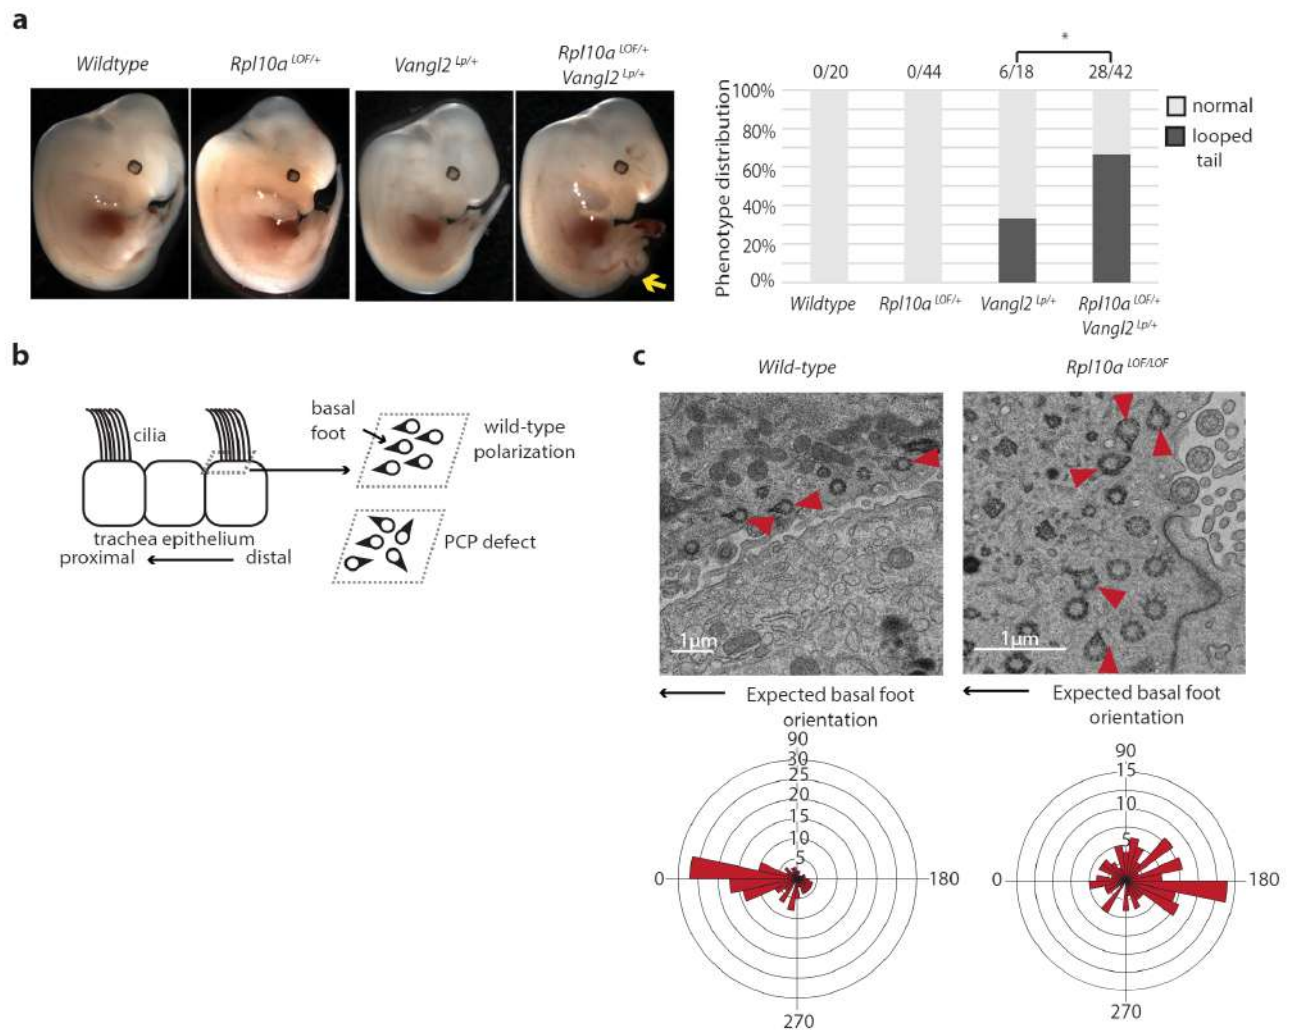 a
Wildtype
Rpl10a LOF/+
Vangl2 Lp/+
Rpl10a LOF/+
Vangl2 Lp/+
*
0/20 0/44 6/18 28/42
Phenotype distribution
100%
80%
60%
40%
20%
0%
normal
looped
tail
Wildtype
Rpl10a LOF/+
Vangl2 Lp/+
Rpl10a LOF/+
Vangl2 Lp/+
b
cilia
basal
foot
wild-type
polarization
trachea epithelium
proximal
distal
PCP defect
c
Wild-type
Rpl10a LOF/LOF
1μm
1μm
Expected basal foot
orientation
Expected basal foot
orientation
90
30
25
20
15
10
5
0
180
270
90
15
10
5
0
180
270